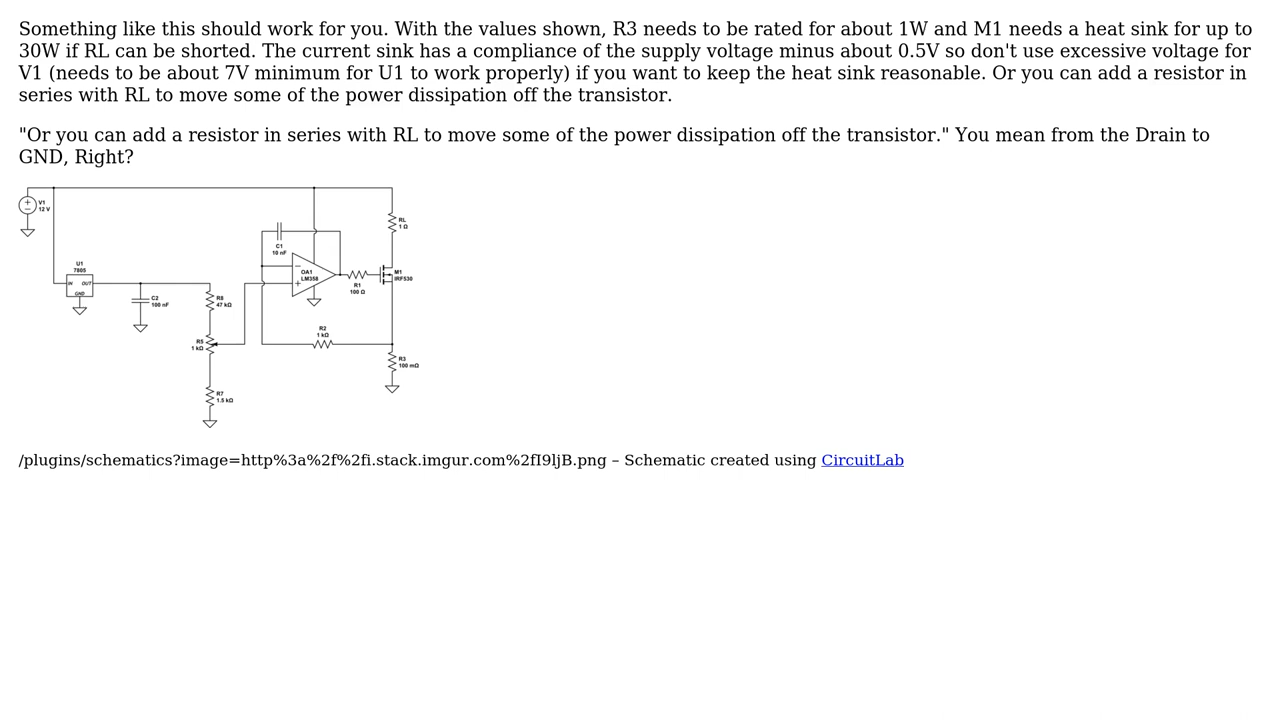 Something like this should work for you. With the values shown, R3 needs to be rated for about 1W and M1 needs a heat sink for up to
30W if RL can be shorted. The current sink has a compliance of the supply voltage minus about 0.5V so don't use excessive voltage for
V1 (needs to be about 7V minimum for U1 to work properly) if you want to keep the heat sink reasonable. Or you can add a resistor in
series with RL to move some of the power dissipation off the transistor.
"Or you can add a resistor in series with RL to move some of the power dissipation off the transistor." You mean from the Drain to
GND, Right?
V1
12 V
RL
1 Ω
C1
10 nF
U1
7805
IN OUT
GND
OA1
LM358
M1
IRF530
R1
100 Ω
C2
100 nF
R8
47 kΩ
R2
1 kΩ
R5
1 kΩ
R3
100 mΩ
R7
1.5 kΩ
/plugins/schematics?image=http%3a%2f%2fi.stack.imgur.com%2fI9ljB.png – Schematic created using CircuitLab